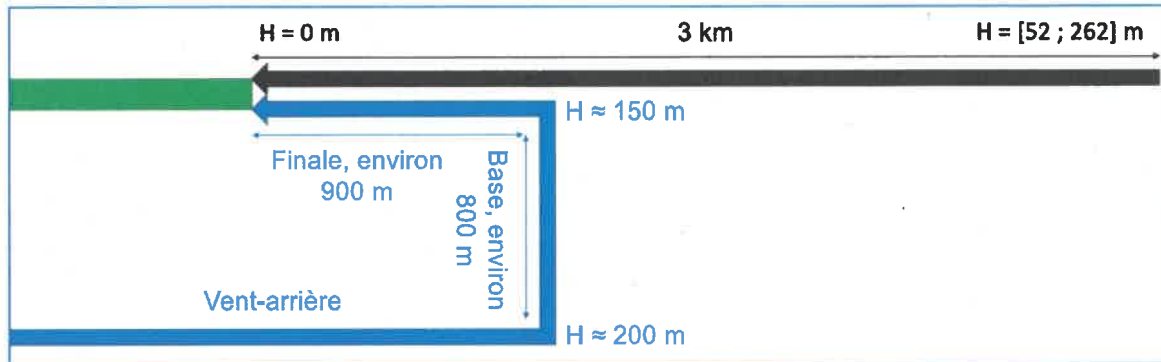 H = 0 m
3 km
H = [52 ; 262] m
H ≈ 150 m
Finale, environ
900 m
Base, environ
800 m
Vent-arrière
H ≈ 200 m